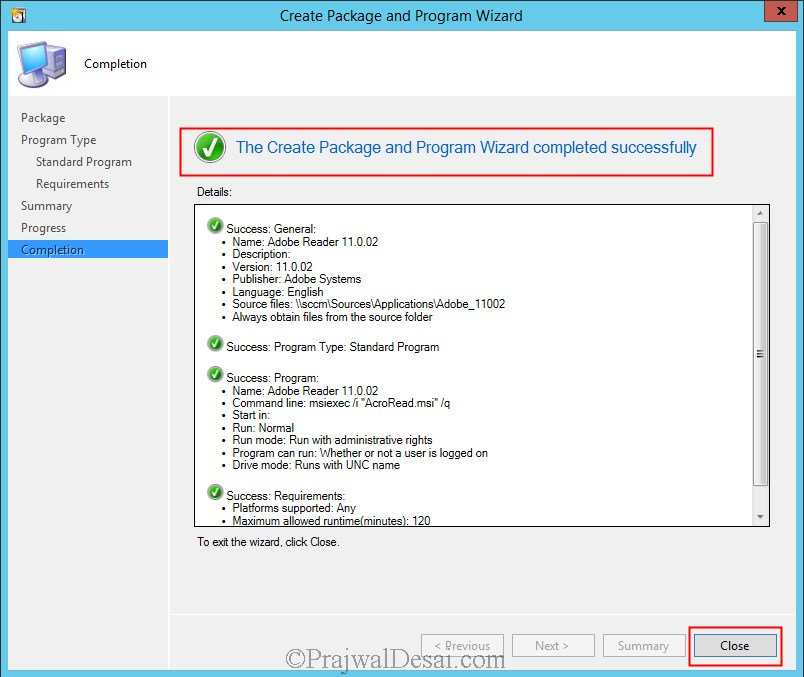 Create Package and Program Wizard
x
Completion
Package
Program Type
Standard Program
Requirements
Summary
Progress
Completion
The Create Package and Program Wizard completed successfully
Details:
Success: General:
• Name: Adobe Reader 11.0.02
• Description:
• Version: 11.0.02
• Publisher: Adobe Systems
• Language: English
• Source files: \\sccm\Sources\Applications\Adobe_11002
• Always obtain files from the source folder
Success: Program Type: Standard Program
Success: Program:
• Name: Adobe Reader 11.0.02
• Command line: msiexec /i "AcroRead.msi" /q
• Start in:
• Run: Normal
• Run mode: Run with administrative rights
• Program can run: Whether or not a user is logged on
• Drive mode: Runs with UNC name
Success: Requirements:
• Platforms supported: Any
• Maximum allowed runtime(minutes): 120
To exit the wizard, click Close.
< Previous Next > Summary Close
©PrajwalDesai.com